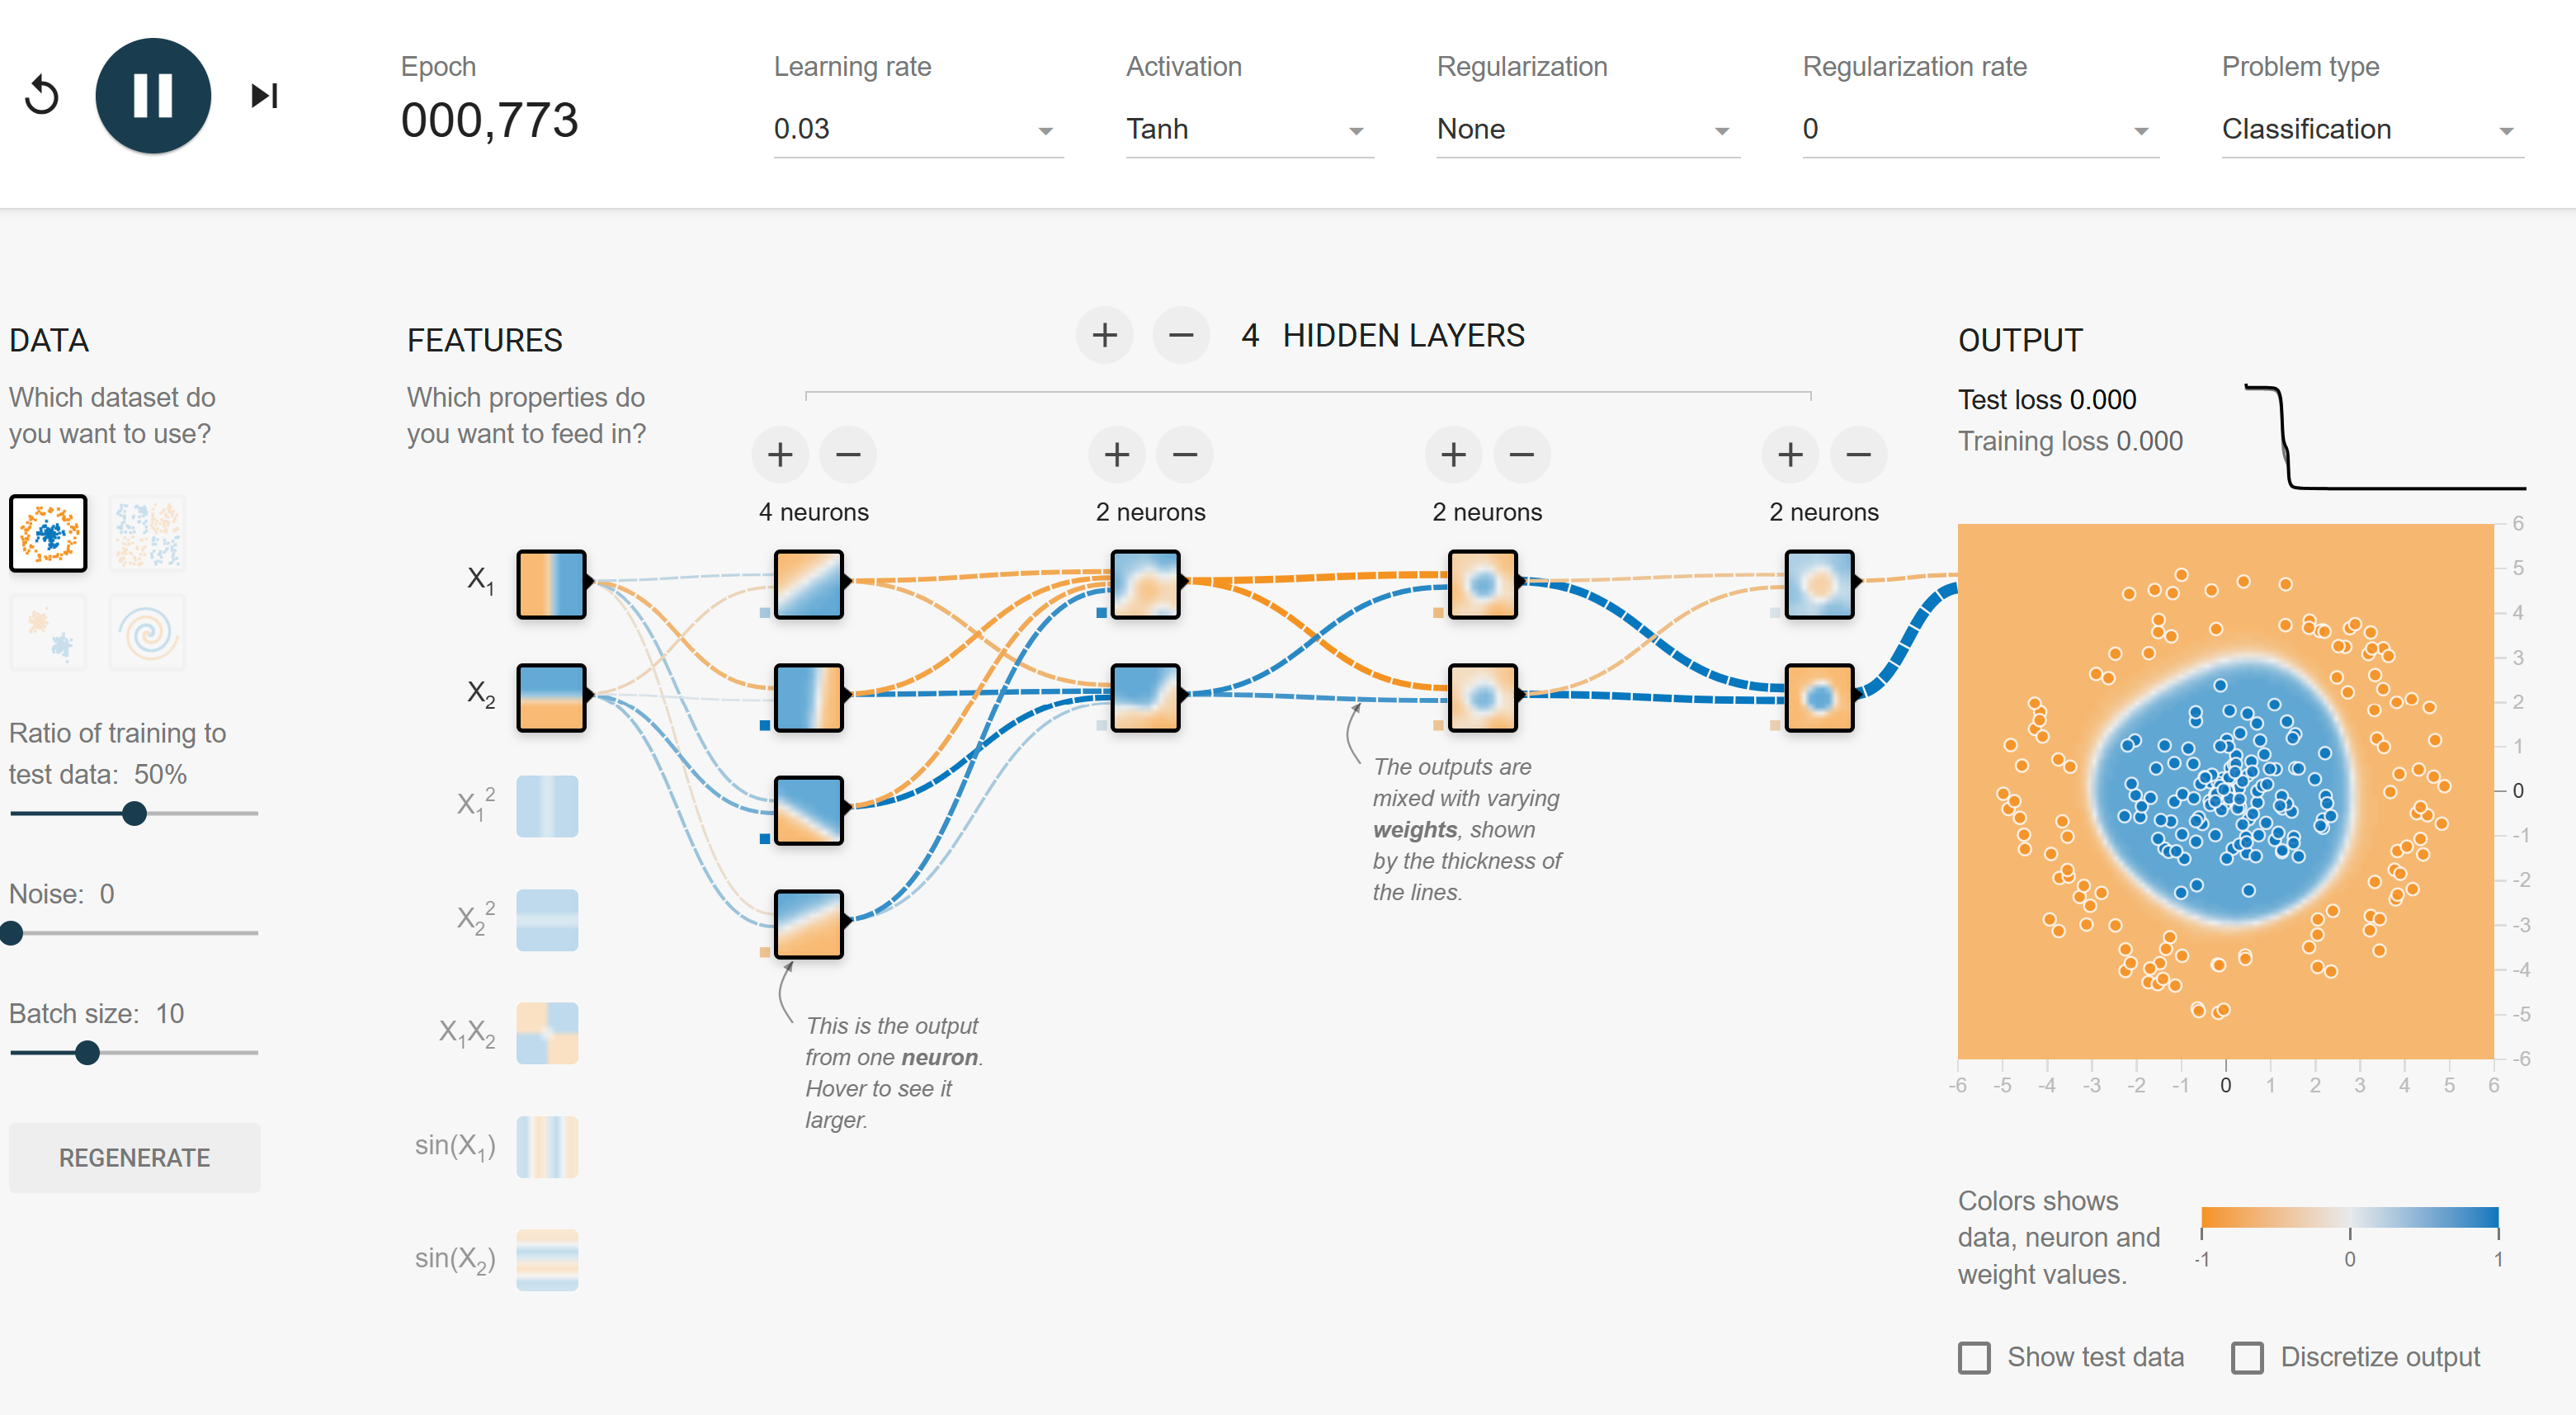 Epoch
000,773
Learning rate
0.03
Activation
Tanh
Regularization
None
Regularization rate
0
Problem type
Classification
DATA
Which dataset do
you want to use?
Ratio of training to
test data: 50%
Noise: 0
Batch size: 10
REGENERATE
FEATURES
Which properties do
you want to feed in?
X1
X2
X1^2
X2^2
X1X2
sin(X1)
sin(X2)
+ − 4 HIDDEN LAYERS
+ −
4 neurons
+ −
2 neurons
+ −
2 neurons
+ −
2 neurons
This is the output
from one neuron.
Hover to see it
larger.
The outputs are
mixed with varying
weights, shown
by the thickness of
the lines.
OUTPUT
Test loss 0.000
Training loss 0.000
6
5
4
3
2
1
0
-1
-2
-3
-4
-5
-6
-6 -5 -4 -3 -2 -1 0 1 2 3 4 5 6
Colors shows
data, neuron and
weight values.
-1 0 1
Show test data
Discretize output